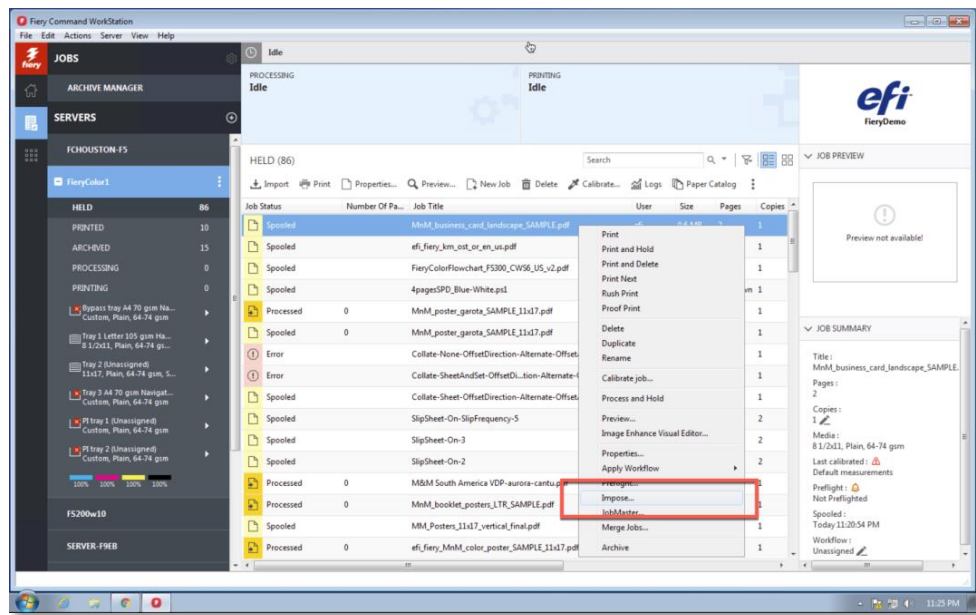 Fiery Command WorkStation
File Edit Actions Server View Help
fiery
JOBS
ARCHIVE MANAGER
SERVERS
FCHOUSTON-F5
FieryColor1
HELD 86
PRINTED 10
ARCHIVED 15
PROCESSING 0
PRINTING 0
Bypass tray A4 70 gsm Na...
Custom, Plain, 64-74 gsm
Tray 1 Letter 105 gsm Ha...
8 1/2x11, Plain, 64-74 gs...
Tray 2 (Unassigned)
11x17, Plain, 64-74 gsm, S...
Tray 3 A4 70 gsm Navigat...
Custom, Plain, 64-74 gsm
PI tray 1 (Unassigned)
Custom, Plain, 64-74 gsm
PI tray 2 (Unassigned)
Custom, Plain, 64-74 gsm
100% 100% 100% 100%
FS200w10
SERVER-F9EB
Idle
PROCESSING
Idle
PRINTING
Idle
HELD (86)
Search
Import Print Properties... Preview... New Job Delete Calibrate... Logs Paper Catalog
Job Status Number Of Pa... Job Title User Size Pages Copies
Spooled MnM_business_card_landscape_SAMPLE.pdf 1
Spooled efi_fiery_km_ost_or_en_us.pdf 1
Spooled FieryColorFlowchart_FS300_CWS6_US_v2.pdf 1
Spooled 4pagesSPD_Blue-White.ps1 wn 1
Processed 0 MnM_poster_garota_SAMPLE_11x17.pdf 1
Spooled MnM_poster_garota_SAMPLE_11x17.pdf 1
Error Collate-None-OffsetDirection-Alternate-Offset 1
Error Collate-SheetAndSet-OffsetDi...tion-Alternate- 1
Spooled Collate-Sheet-OffsetDirection-Alternate-Offset 1
Spooled SlipSheet-On-SlipFrequency-5 2
Spooled SlipSheet-On-3 2
Spooled SlipSheet-On-2 2
Processed 0 M&M South America VDP-aurora-cantu.p 1
Processed 0 MnM_booklet_posters_LTR_SAMPLE.pdf 1
Spooled MM_Posters_11x17_vertical_final.pdf 2
Processed 0 efi_fiery_MnM_color_poster_SAMPLE_11x17.pdf 1
Print
Print and Hold
Print and Delete
Print Next
Rush Print
Proof Print
Delete
Duplicate
Rename
Calibrate job...
Process and Hold
Preview...
Image Enhance Visual Editor...
Properties...
Apply Workflow
Preflight...
Impose...
JobMaster...
Merge Jobs...
Archive
efi
FieryDemo
JOB PREVIEW
Preview not available!
JOB SUMMARY
Title :
MnM_business_card_landscape_SAMPLE.
Pages :
2
Copies :
1
Media :
8 1/2x11, Plain, 64-74 gsm
Last calibrated :
Default measurements
Preflight :
Not Preflighted
Spooled :
Today 11:20:54 PM
Workflow :
Unassigned
11:25 PM